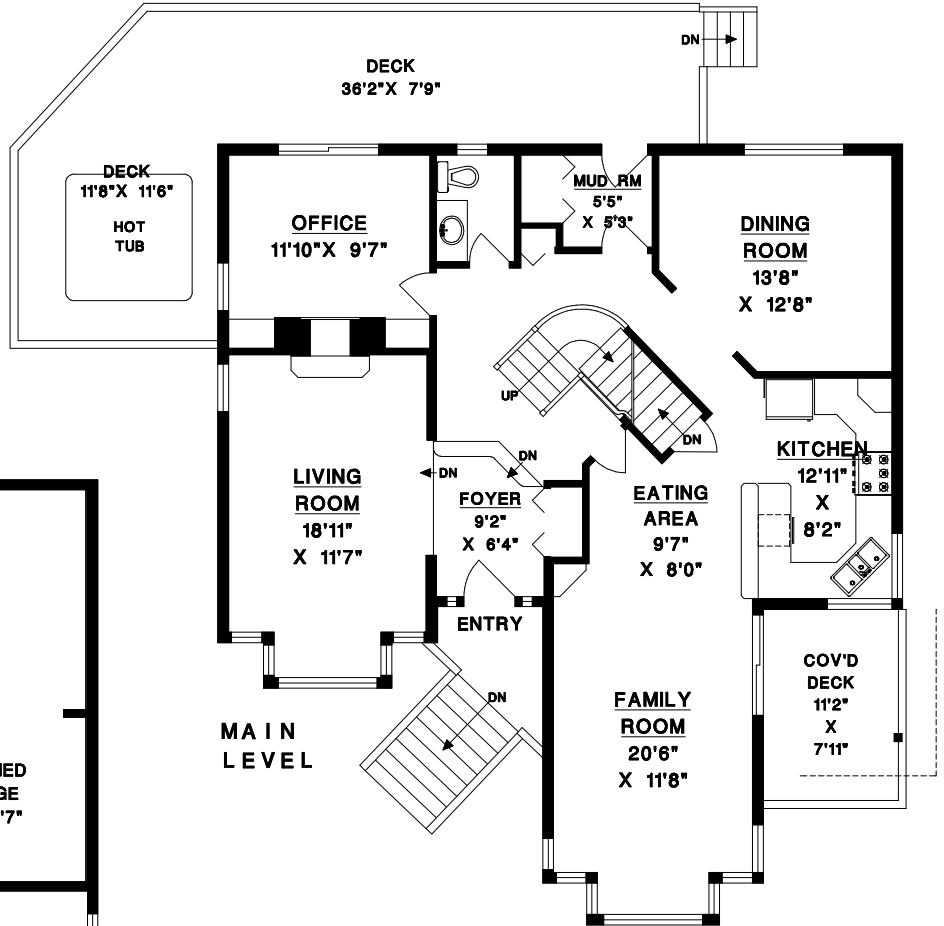 DN
DECK
36'2"X 7'9"
DECK
11'8"X 11'6"
HOT
TUB
OFFICE
11'10"X 9'7"
MUD RM
5'5"
X 5'3"
DINING
ROOM
13'8"
X 12'8"
UP
DN
KITCHEN
12'11"
X
8'2"
LIVING
ROOM
18'11"
X 11'7"
DN
DN
FOYER
9'2"
X 6'4"
EATING
AREA
9'7"
X 8'0"
ENTRY
DN
COV'D
DECK
11'2"
X
7'11"
FAMILY
ROOM
20'6"
X 11'8"
MAIN
LEVEL
7"